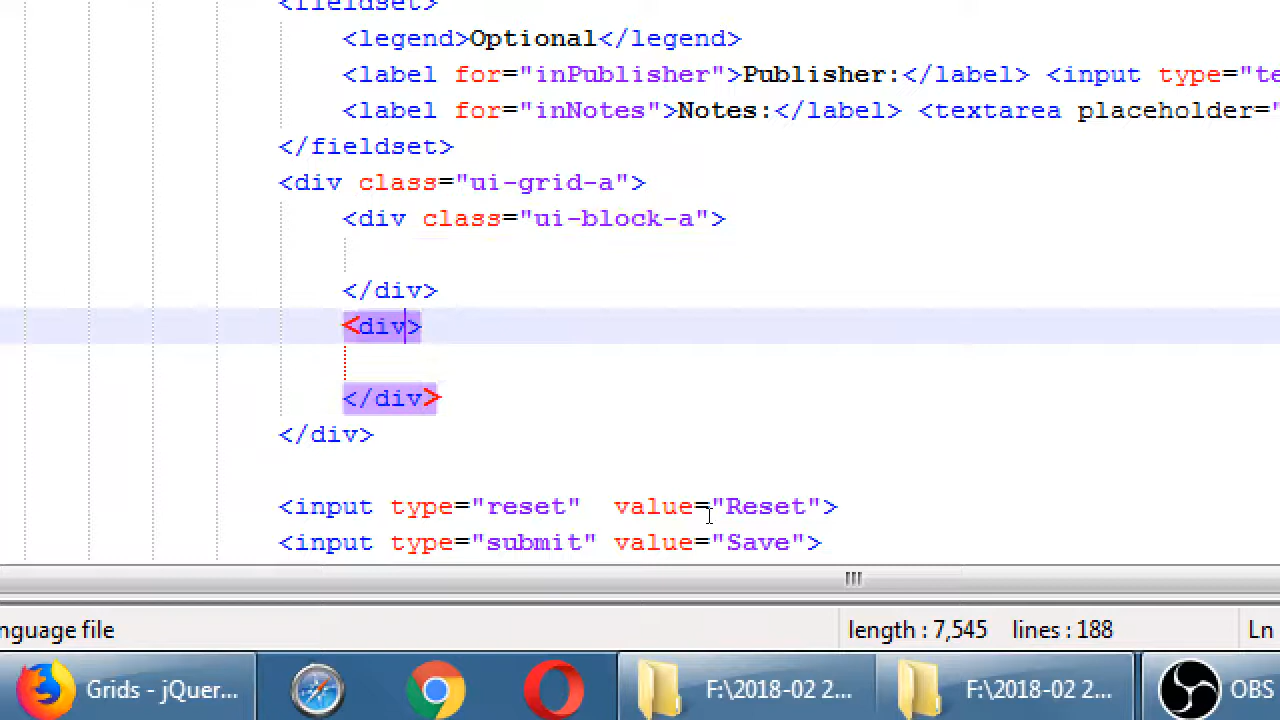 <fieldset>
<legend>Optional</legend>
<label for="inPublisher">Publisher:</label> <input type="te
<label for="inNotes">Notes:</label> <textarea placeholder="
</fieldset>
<div class="ui-grid-a">
<div class="ui-block-a">
</div>
<div>
</div>
</div>
<input type="reset"  value="Reset">
<input type="submit" value="Save">
nguage file length : 7,545 lines : 188 Ln
Grids - jQuer... F:\2018-02 2... F:\2018-02 2... OBS